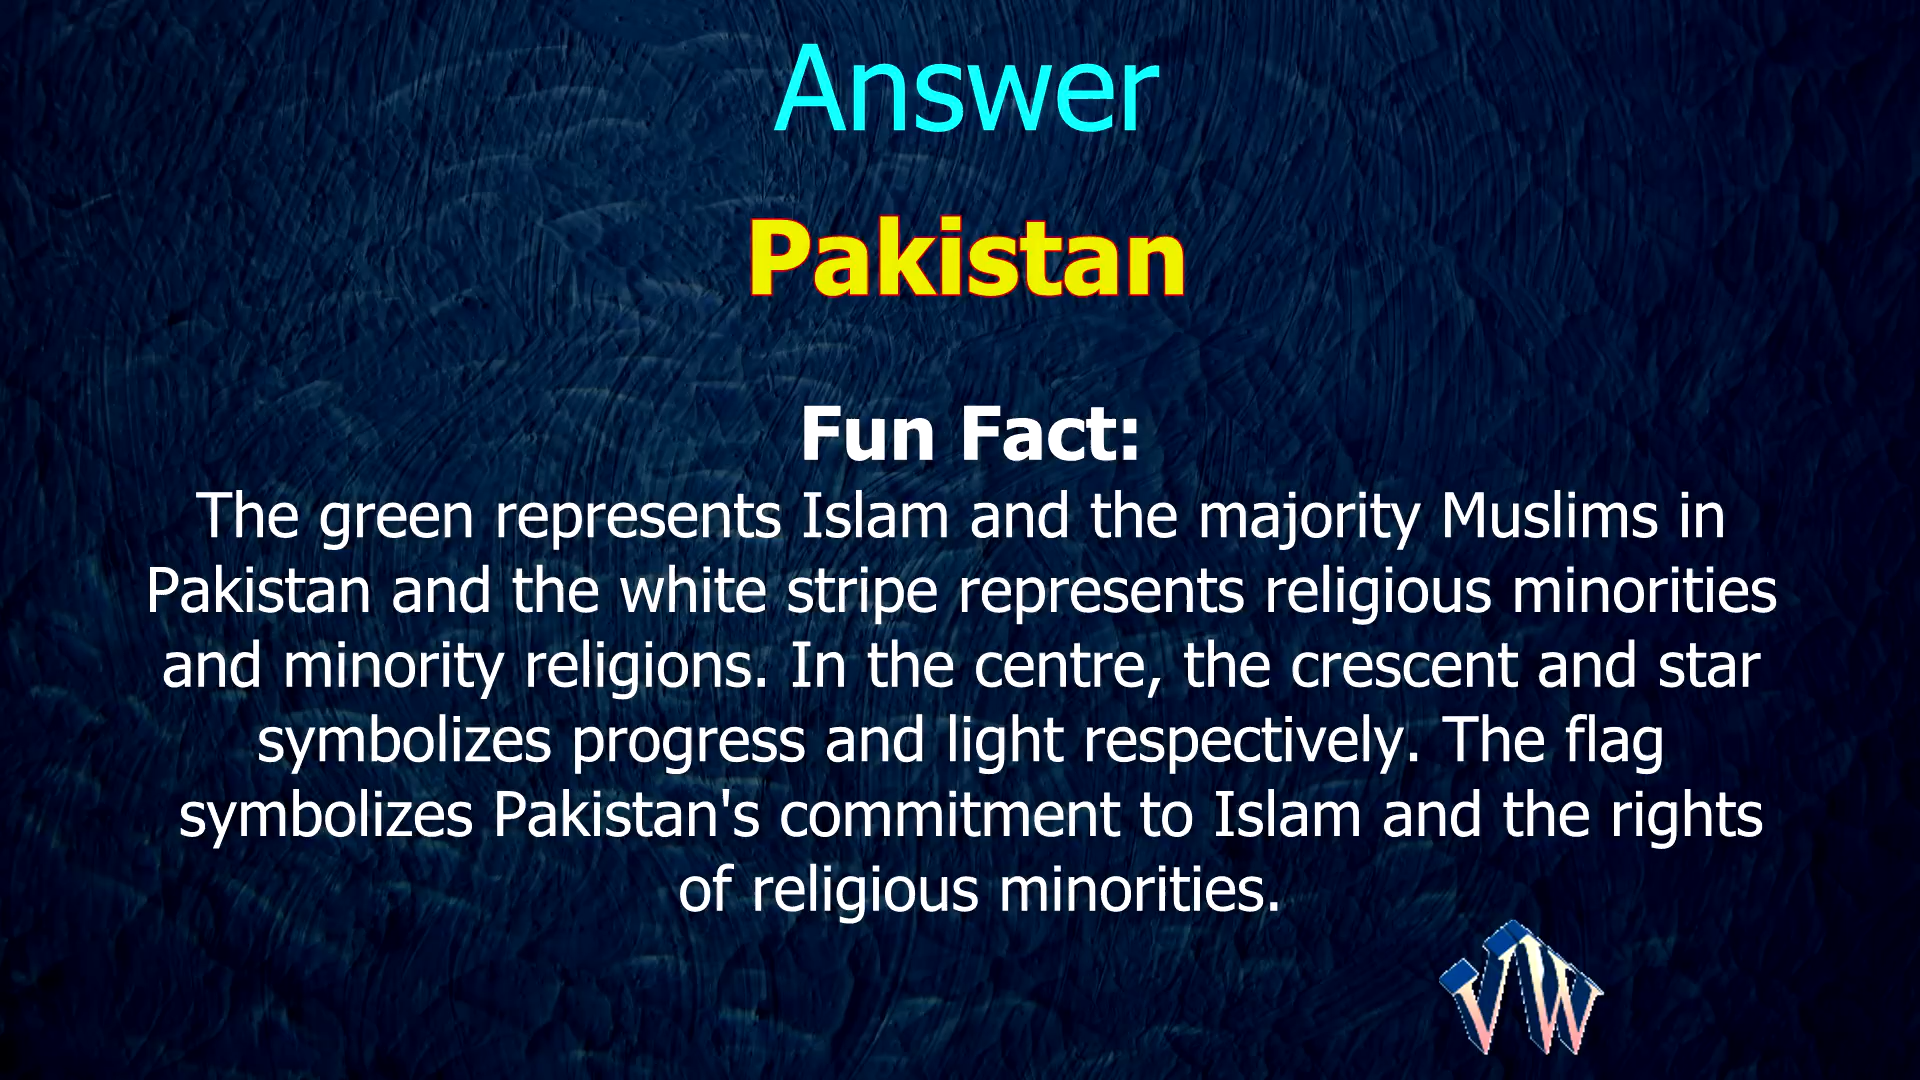 Answer
Pakistan
Fun Fact:
The green represents Islam and the majority Muslims in
Pakistan and the white stripe represents religious minorities
and minority religions. In the centre, the crescent and star
symbolizes progress and light respectively. The flag
symbolizes Pakistan's commitment to Islam and the rights
of religious minorities.
VW